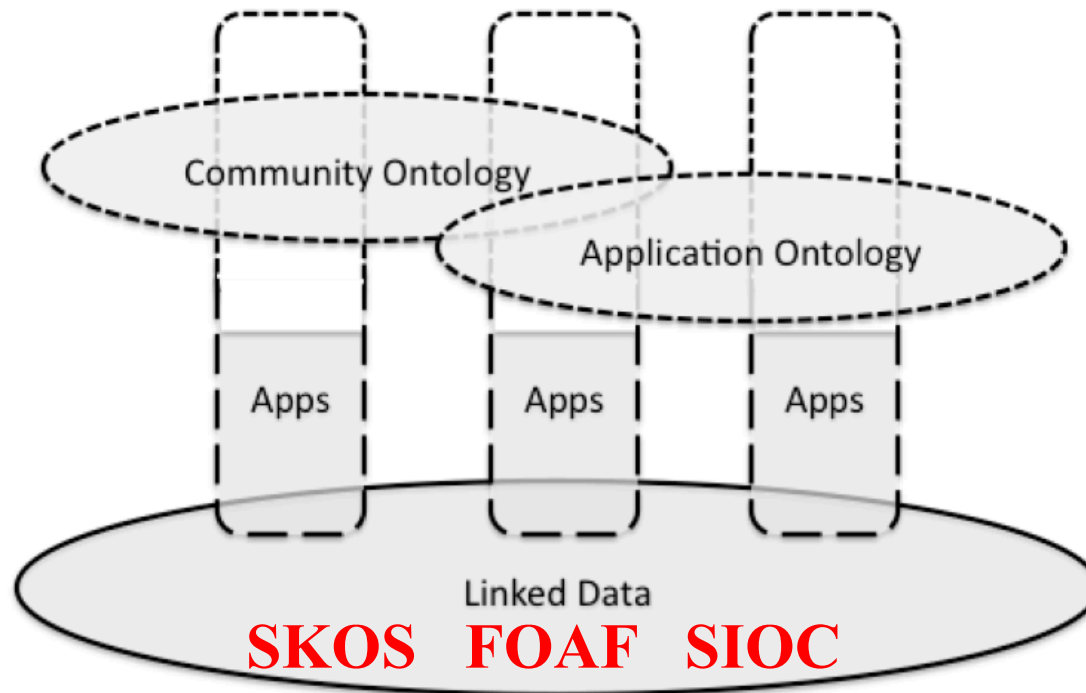 Community Ontology
Application Ontology
Apps Apps Apps
Linked Data
SKOS FOAF SIOC